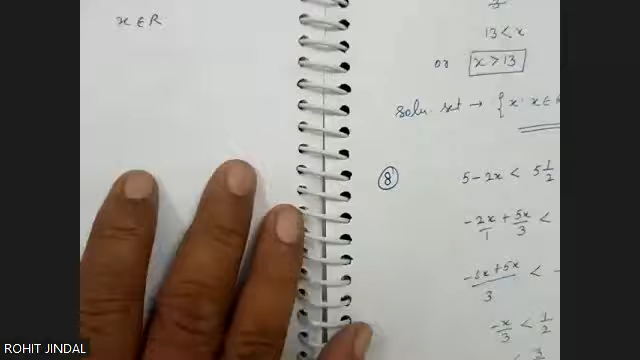 x ∈ R
3
13 < x
or x > 13
Solu. set → { x : x ∈ R
8 5 - 2x < 5 1/2
-2x/1 + 5x/3 <
-6x + 5x/3 < -
-x/3 < 1/2
ROHIT JINDAL